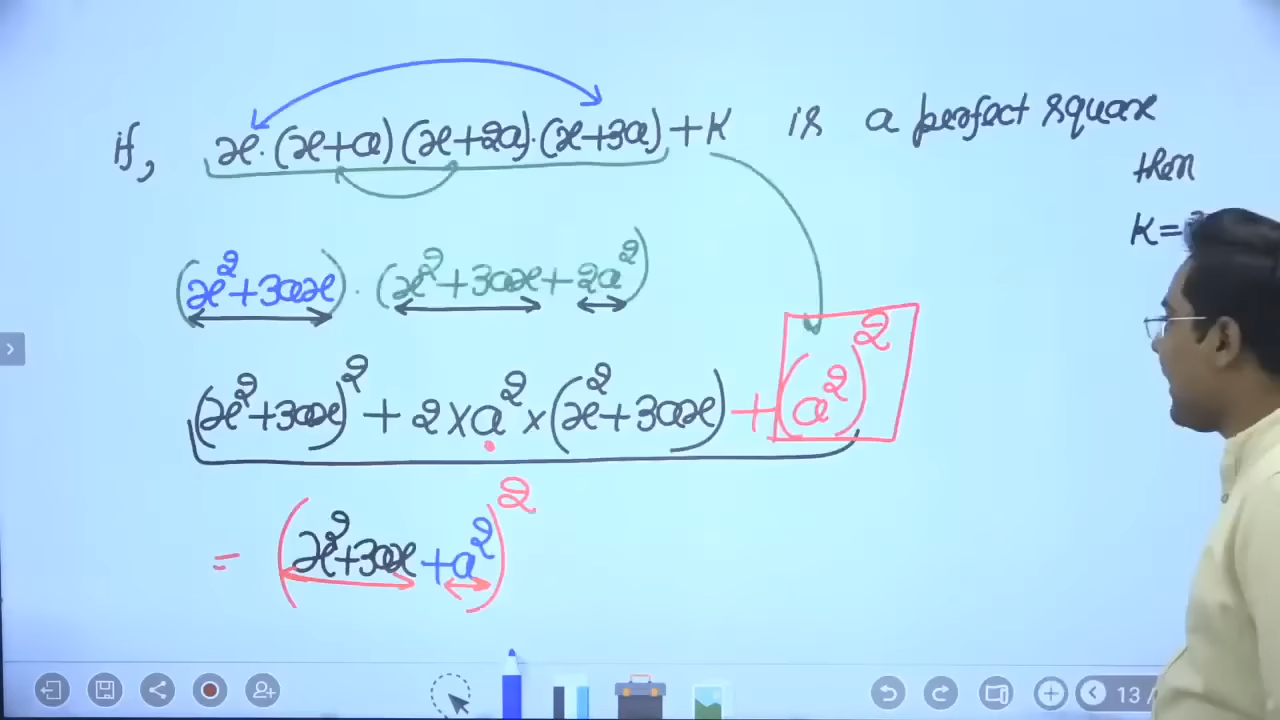 if, x·(x+a)(x+2a)·(x+3a)+K is a perfect square
then
K=
(x²+3ax)·(x²+3ax+2a²)
(x²+3ax)²+2×a²×(x²+3ax)+(a²)²
=(x²+3ax+a²)²
13/